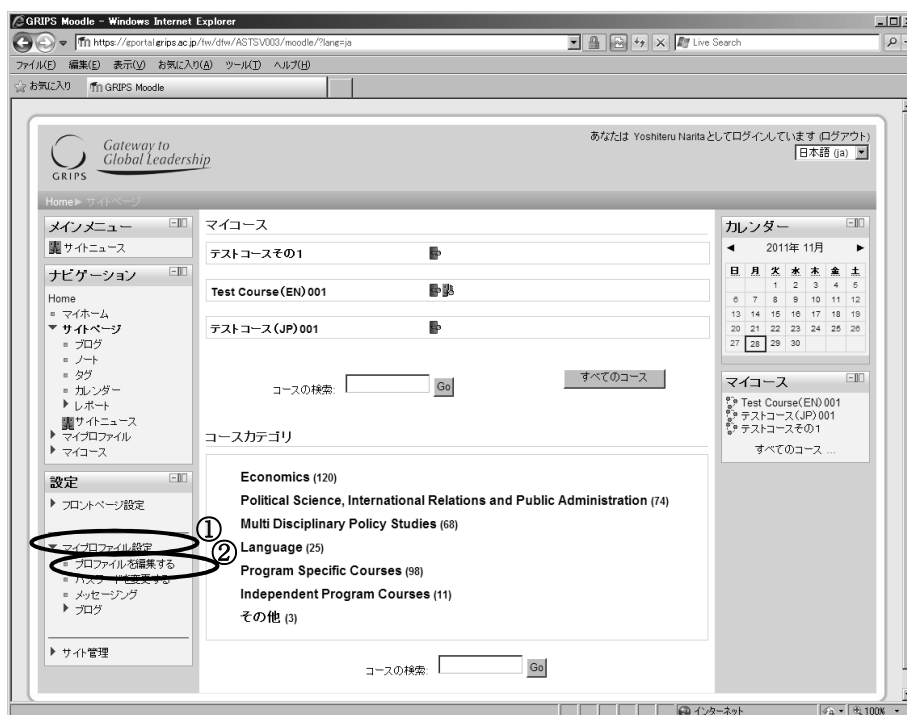 GRIPS Moodle - Windows Internet Explorer
https://gportal.grips.ac.jp/fw/dfw/ASTSV003/moodle/?lang=ja
Live Search
ファイル(F) 編集(E) 表示(V) お気に入り(A) ツール(T) ヘルプ(H)
お気に入り GRIPS Moodle
Gateway to
Global Leadership
GRIPS
あなたは Yoshiteru Naritaとしてログインしています (ログアウト)
日本語 (ja)
Home▶ サイトページ
メインメニュー
サイトニュース
ナビゲーション
Home
マイホーム
サイトページ
ブログ
ノート
タグ
カレンダー
レポート
サイトニュース
マイプロファイル
マイコース
設定
フロントページ設定
①
マイプロファイル設定
②
プロファイルを編集する
パスワードを変更する
メッセージング
ブログ
サイト管理
マイコース
テストコースその1
Test Course(EN)001
テストコース(JP)001
コースの検索: Go
すべてのコース
コースカテゴリ
Economics (120)
Political Science, International Relations and Public Administration (74)
Multi Disciplinary Policy Studies (68)
Language (25)
Program Specific Courses (98)
Independent Program Courses (11)
その他 (3)
コースの検索: Go
カレンダー
◀ 2011年 11月 ▶
日 月 火 水 木 金 土
1 2 3 4 5
6 7 8 9 10 11 12
13 14 15 16 17 18 19
20 21 22 23 24 25 26
27 28 29 30
マイコース
Test Course(EN)001
テストコース(JP)001
テストコースその1
すべてのコース ...
インターネット 100%